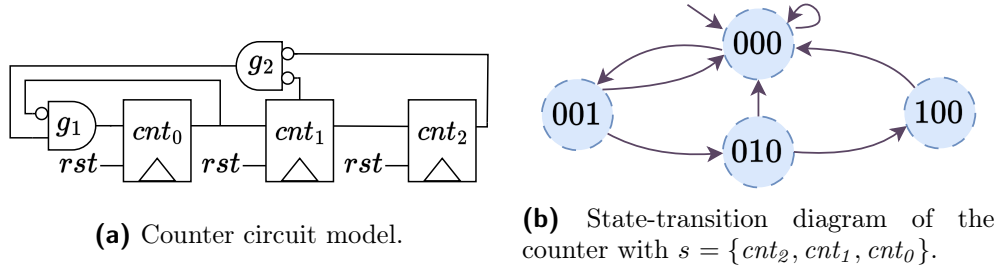 g₂
g₁
cnt₀
cnt₁
cnt₂
rst
rst
rst
(a) Counter circuit model.
000
001
100
010
(b) State-transition diagram of the
counter with s = {cnt₂, cnt₁, cnt₀}.